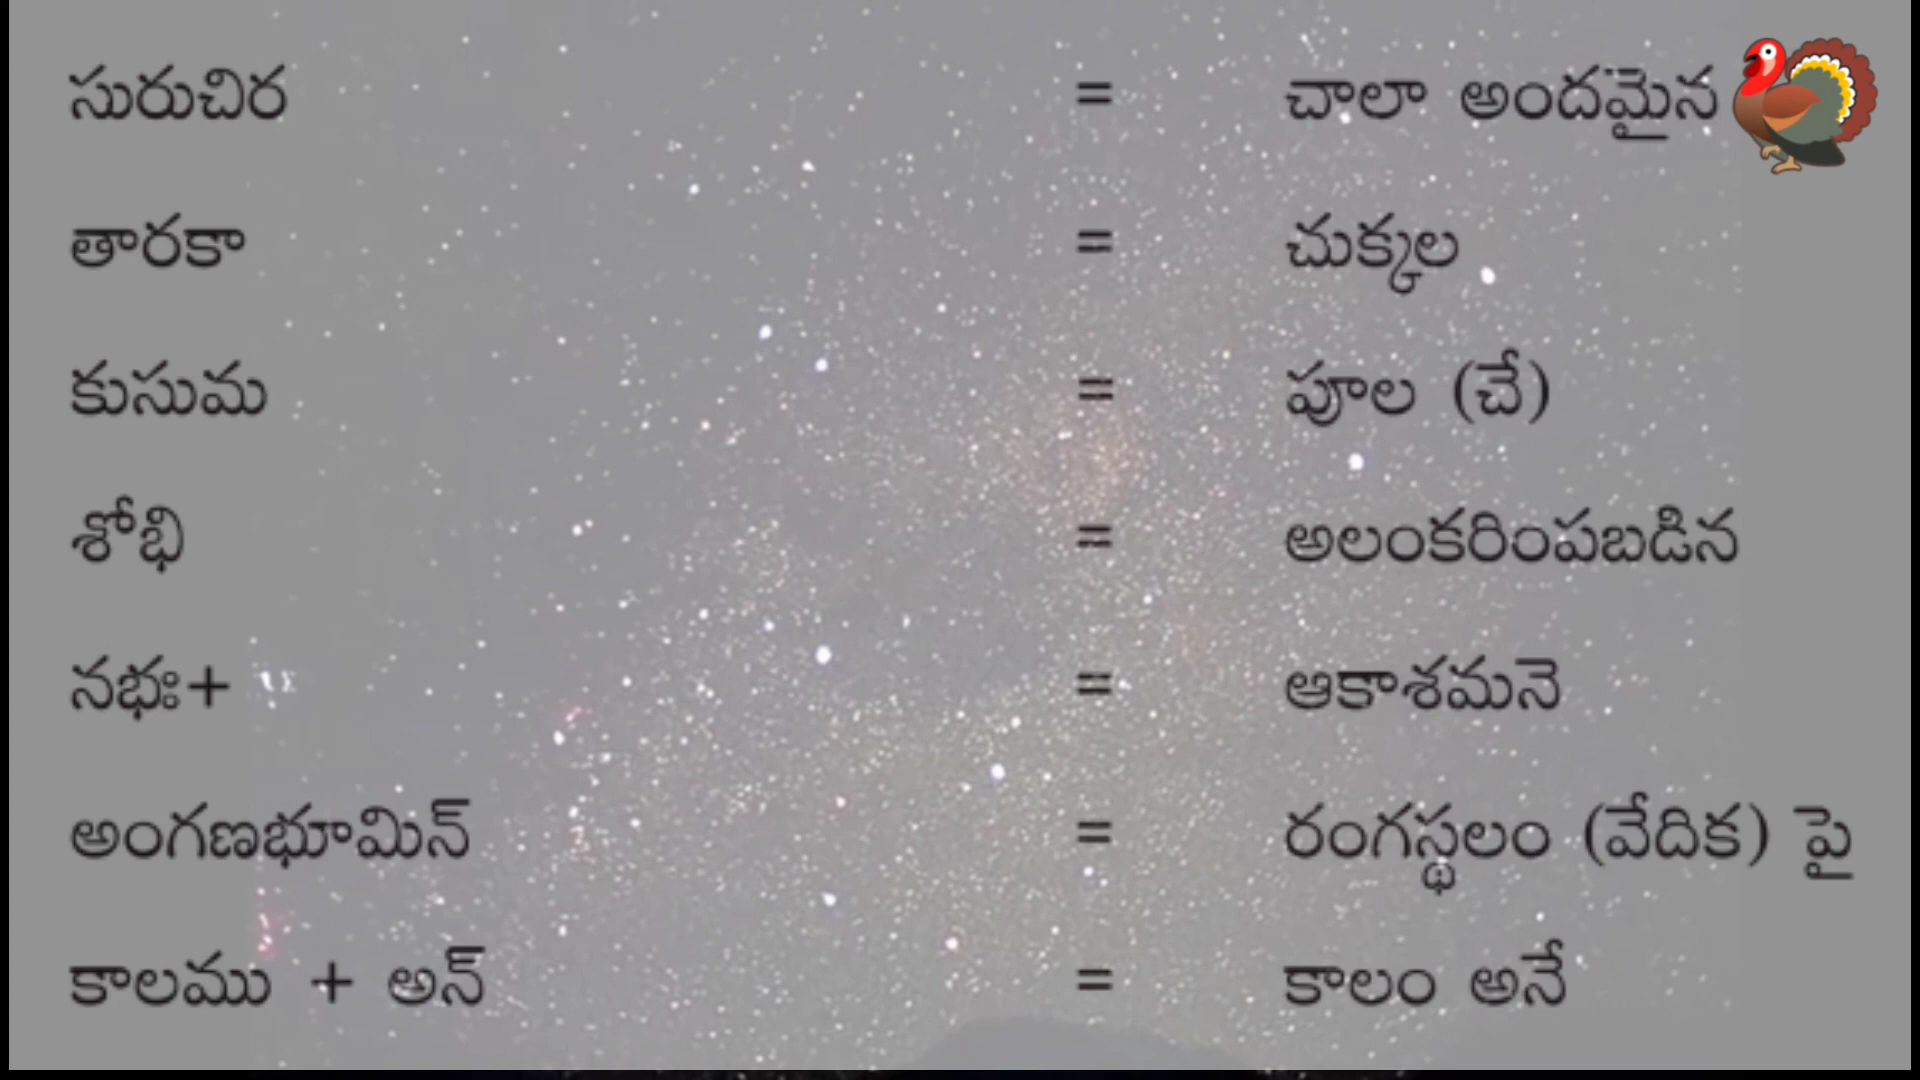 సురుచిర = చాలా అందమైన
తారకా = చుక్కల
కుసుమ = పూల (చే)
శోభి = అలంకరింపబడిన
నభః+ = ఆకాశమనె
అంగణభూమిన్ = రంగస్థలం (వేదిక) పై
కాలము + అన్ = కాలం అనే